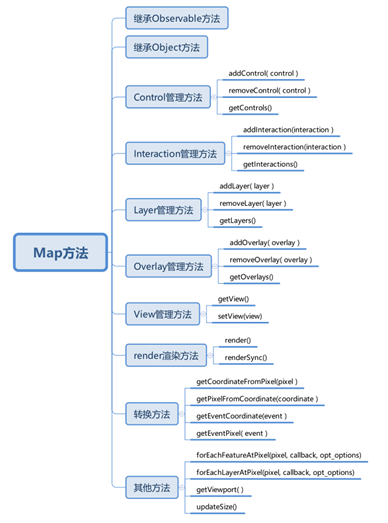 Map方法
继承Observable方法
继承Object方法
Control管理方法
addControl( control )
removeControl( control )
getControls()
Interaction管理方法
addInteraction(interaction )
removeInteraction(interaction )
getInteractions()
Layer管理方法
addLayer( layer )
removeLayer( layer )
getLayers()
Overlay管理方法
addOverlay( overlay )
removeOverlay( overlay )
getOverlays()
View管理方法
getView()
setView(view)
render渲染方法
render()
renderSync()
转换方法
getCoordinateFromPixel(pixel )
getPixelFromCoordinate(coordinate )
getEventCoordinate(event )
getEventPixel( event )
其他方法
forEachFeatureAtPixel(pixel, callback, opt_options)
forEachLayerAtPixel(pixel, callback, opt_options)
getViewport( )
updateSize()